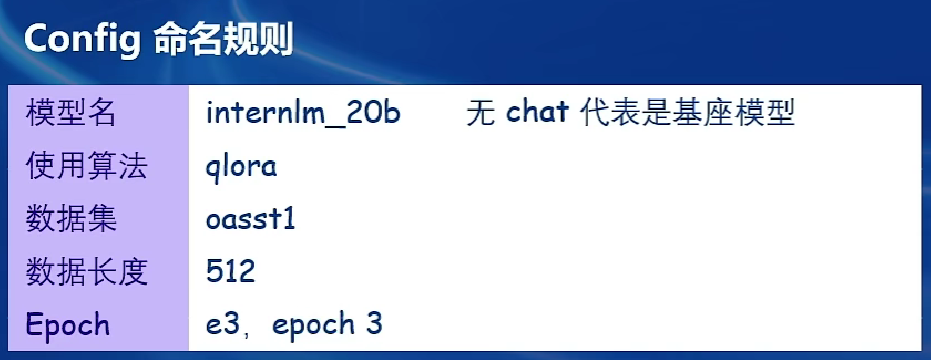 Config 命名规则
模型名 internlm_20b 无 chat 代表是基座模型
使用算法 qlora
数据集 oasst1
数据长度 512
Epoch e3，epoch 3